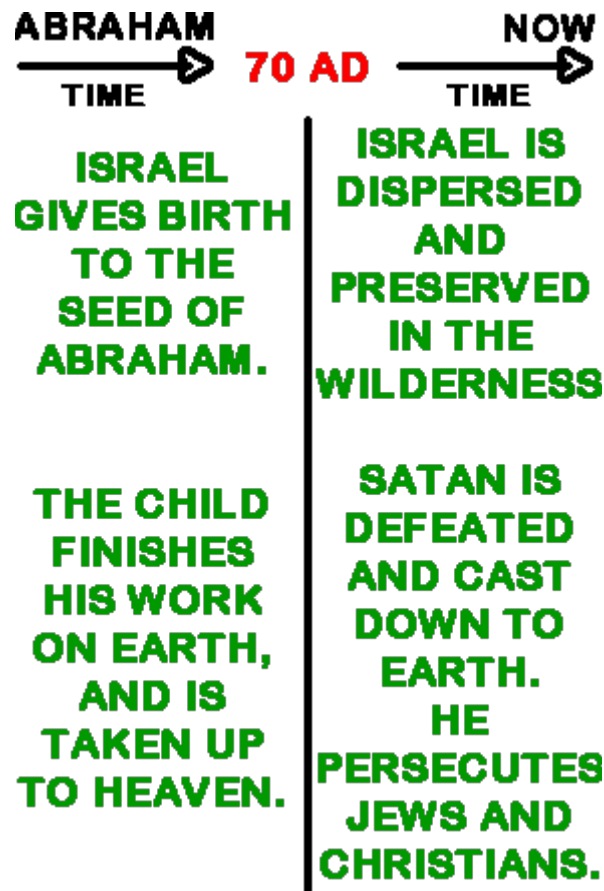 ABRAHAM
TIME
70 AD
NOW
TIME
ISRAEL
GIVES BIRTH
TO THE
SEED OF
ABRAHAM.
THE CHILD
FINISHES
HIS WORK
ON EARTH,
AND IS
TAKEN UP
TO HEAVEN.
ISRAEL IS
DISPERSED
AND
PRESERVED
IN THE
WILDERNESS
SATAN IS
DEFEATED
AND CAST
DOWN TO
EARTH.
HE
PERSECUTES
JEWS AND
CHRISTIANS.